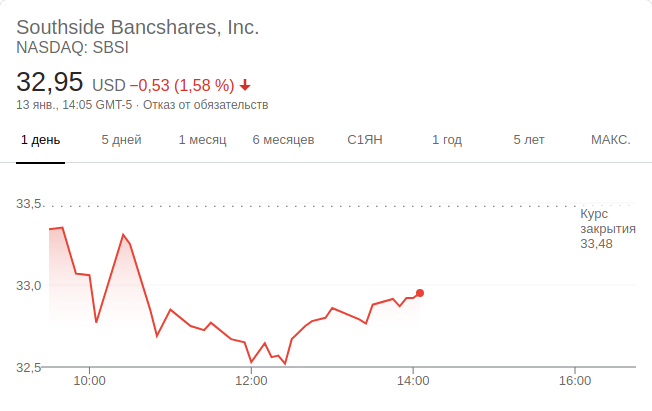 Southside Bancshares, Inc.
NASDAQ: SBSI
32,95 USD −0,53 (1,58 %)
13 янв., 14:05 GMT-5 · Отказ от обязательств
1 день 5 дней 1 месяц 6 месяцев С1ЯН 1 год 5 лет МАКС.
33,5
Курс
закрытия
33,48
33,0
32,5
10:00 12:00 14:00 16:00